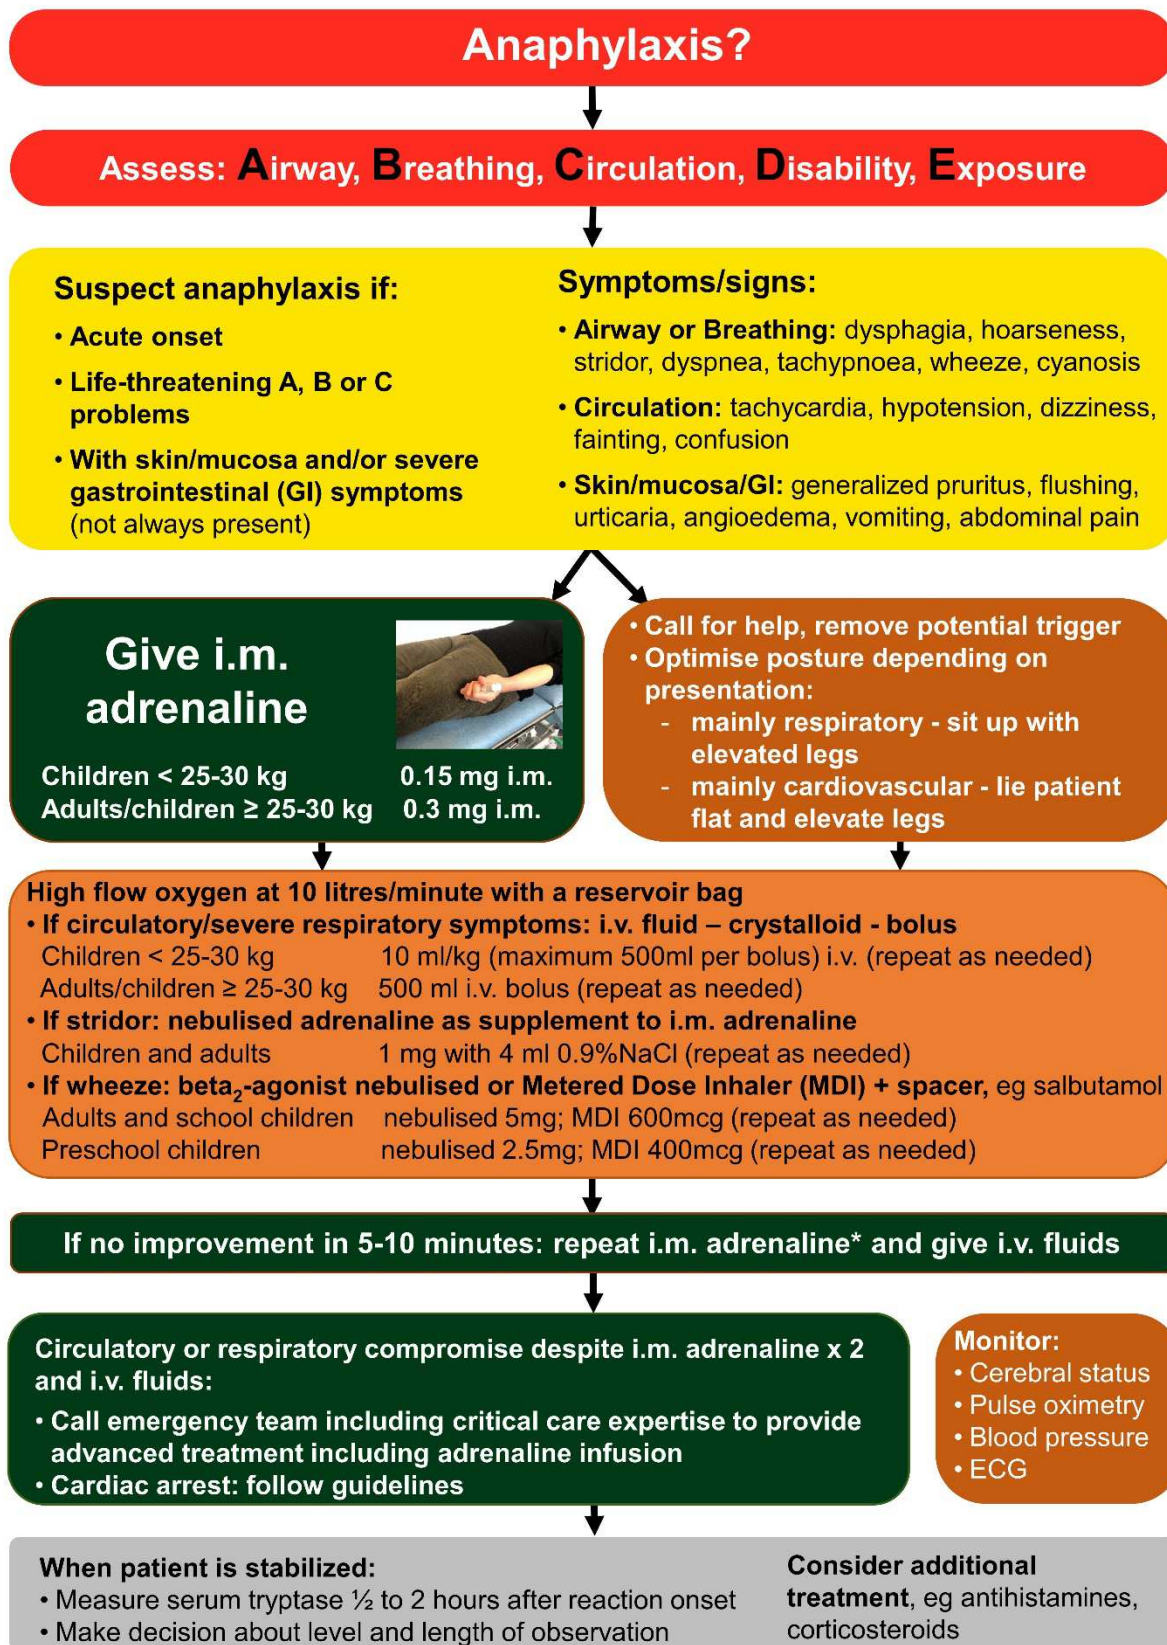 Anaphylaxis?
Assess: Airway, Breathing, Circulation, Disability, Exposure
Suspect anaphylaxis if:
• Acute onset
• Life-threatening A, B or C
problems
• With skin/mucosa and/or severe
gastrointestinal (GI) symptoms
(not always present)
Symptoms/signs:
• Airway or Breathing: dysphagia, hoarseness,
stridor, dyspnea, tachypnoea, wheeze, cyanosis
• Circulation: tachycardia, hypotension, dizziness,
fainting, confusion
• Skin/mucosa/GI: generalized pruritus, flushing,
urticaria, angioedema, vomiting, abdominal pain
Give i.m.
adrenaline
Children < 25-30 kg 0.15 mg i.m.
Adults/children ≥ 25-30 kg 0.3 mg i.m.
• Call for help, remove potential trigger
• Optimise posture depending on
presentation:
- mainly respiratory - sit up with
elevated legs
- mainly cardiovascular - lie patient
flat and elevate legs
High flow oxygen at 10 litres/minute with a reservoir bag
• If circulatory/severe respiratory symptoms: i.v. fluid – crystalloid - bolus
Children < 25-30 kg 10 ml/kg (maximum 500ml per bolus) i.v. (repeat as needed)
Adults/children ≥ 25-30 kg 500 ml i.v. bolus (repeat as needed)
• If stridor: nebulised adrenaline as supplement to i.m. adrenaline
Children and adults 1 mg with 4 ml 0.9%NaCl (repeat as needed)
• If wheeze: beta₂-agonist nebulised or Metered Dose Inhaler (MDI) + spacer, eg salbutamol
Adults and school children nebulised 5mg; MDI 600mcg (repeat as needed)
Preschool children nebulised 2.5mg; MDI 400mcg (repeat as needed)
If no improvement in 5-10 minutes: repeat i.m. adrenaline* and give i.v. fluids
Circulatory or respiratory compromise despite i.m. adrenaline x 2
and i.v. fluids:
• Call emergency team including critical care expertise to provide
advanced treatment including adrenaline infusion
• Cardiac arrest: follow guidelines
Monitor:
• Cerebral status
• Pulse oximetry
• Blood pressure
• ECG
When patient is stabilized:
• Measure serum tryptase ½ to 2 hours after reaction onset
• Make decision about level and length of observation
Consider additional
treatment, eg antihistamines,
corticosteroids